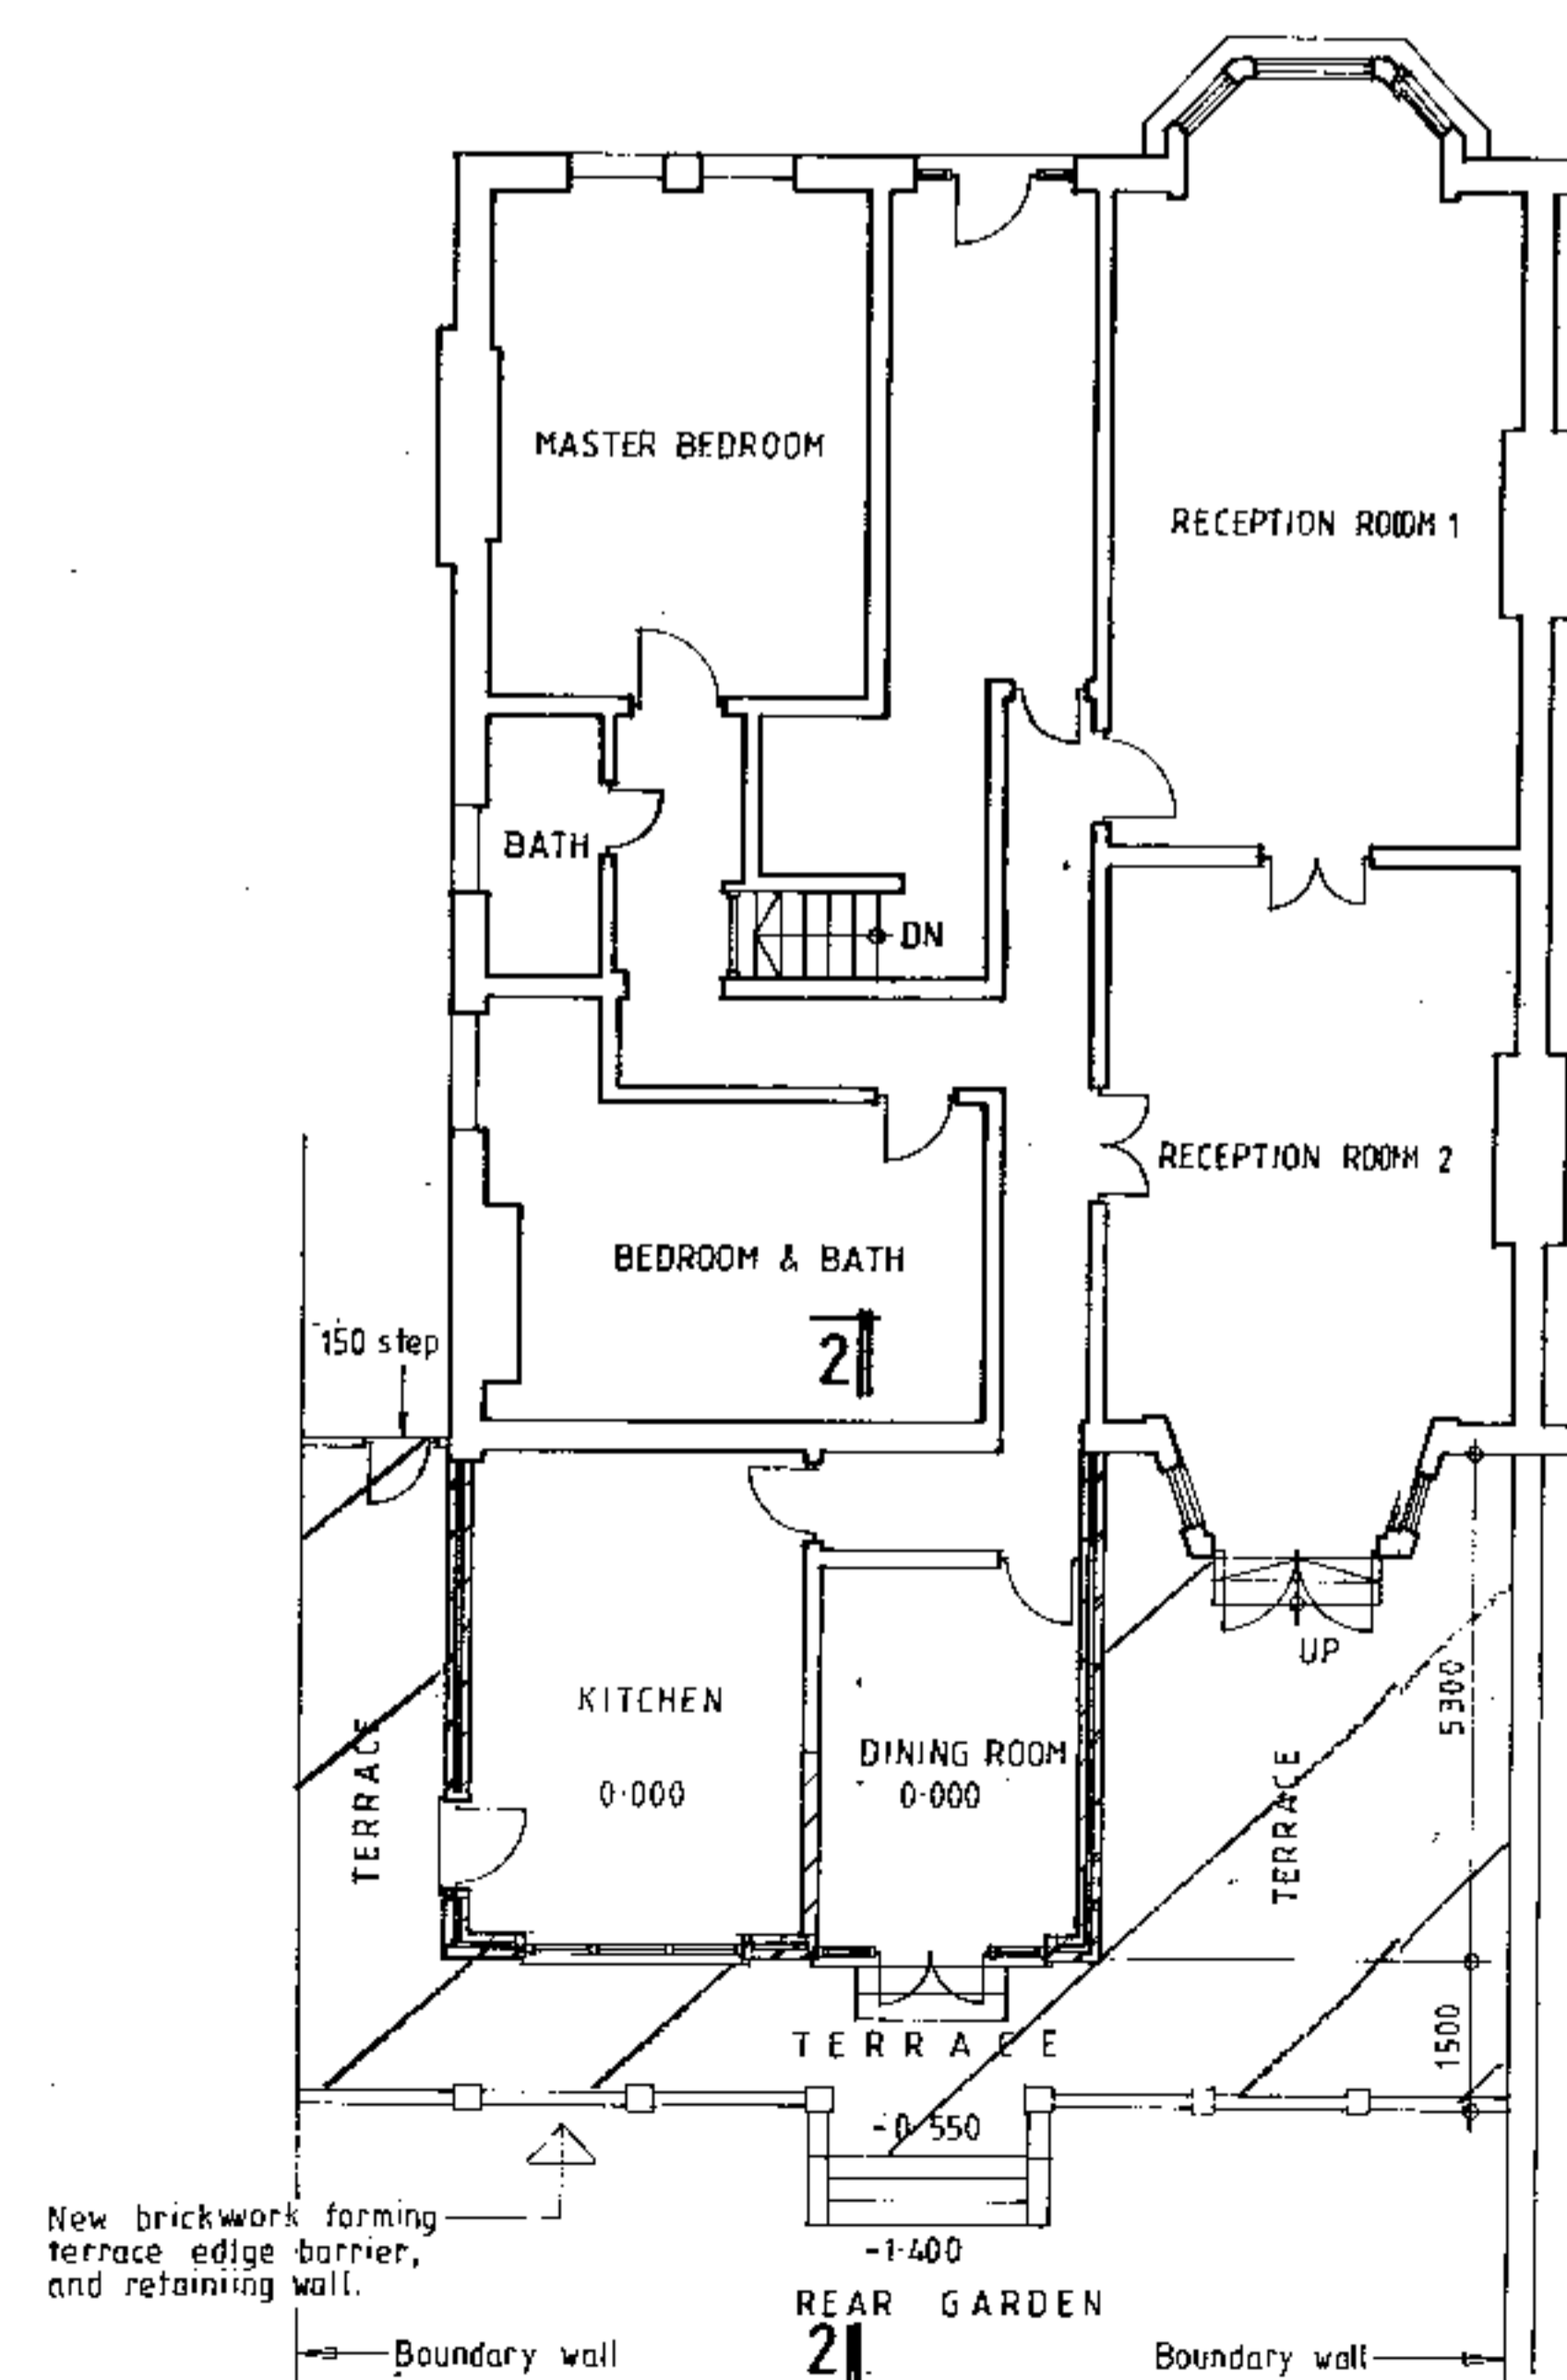 MASTER BEDROOM
RECEPTION ROOM 1
BATH
DN
RECEPTION ROOM 2
BEDROOM & BATH
2
150 step
UP
KITCHEN
0·000
DINING ROOM
0·000
TERRACE
TERRACE
5300
1500
TERRACE
-0·550
New brickwork forming
terrace edge barrier,
and retaining wall.
-1·400
REAR GARDEN
2
Boundary wall
Boundary wall